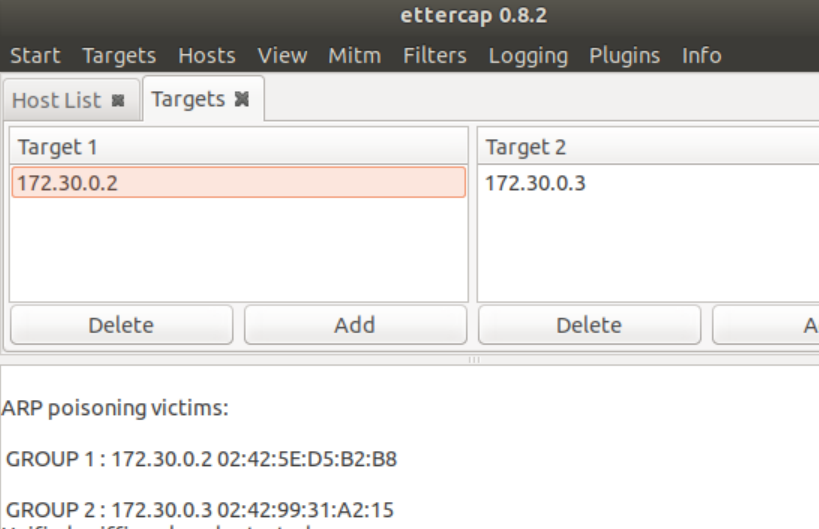 ettercap 0.8.2
Start Targets Hosts View Mitm Filters Logging Plugins Info
Host List Targets
Target 1 Target 2
172.30.0.2 172.30.0.3
Delete Add Delete
ARP poisoning victims:
GROUP 1 : 172.30.0.2 02:42:5E:D5:B2:B8
GROUP 2 : 172.30.0.3 02:42:99:31:A2:15